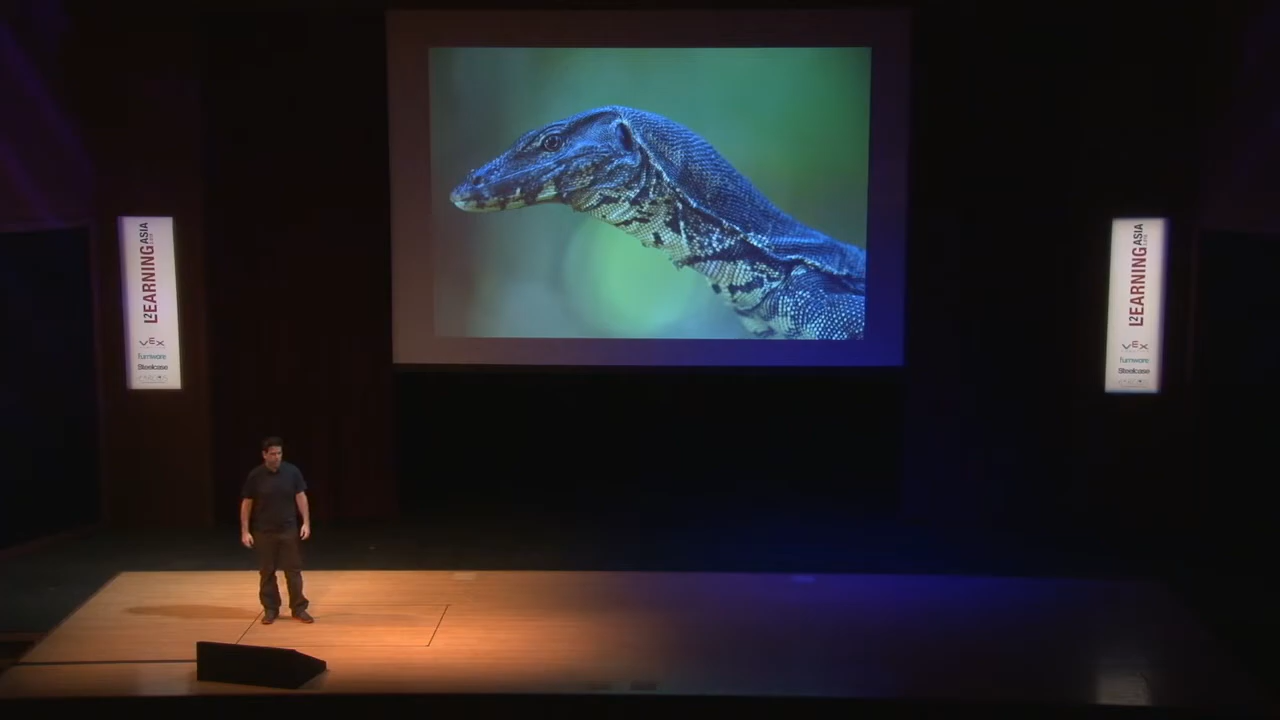 L²EARNING ASIA
VEX
furnware
Steelcase
L²EARNING ASIA
VEX
furnware
Steelcase